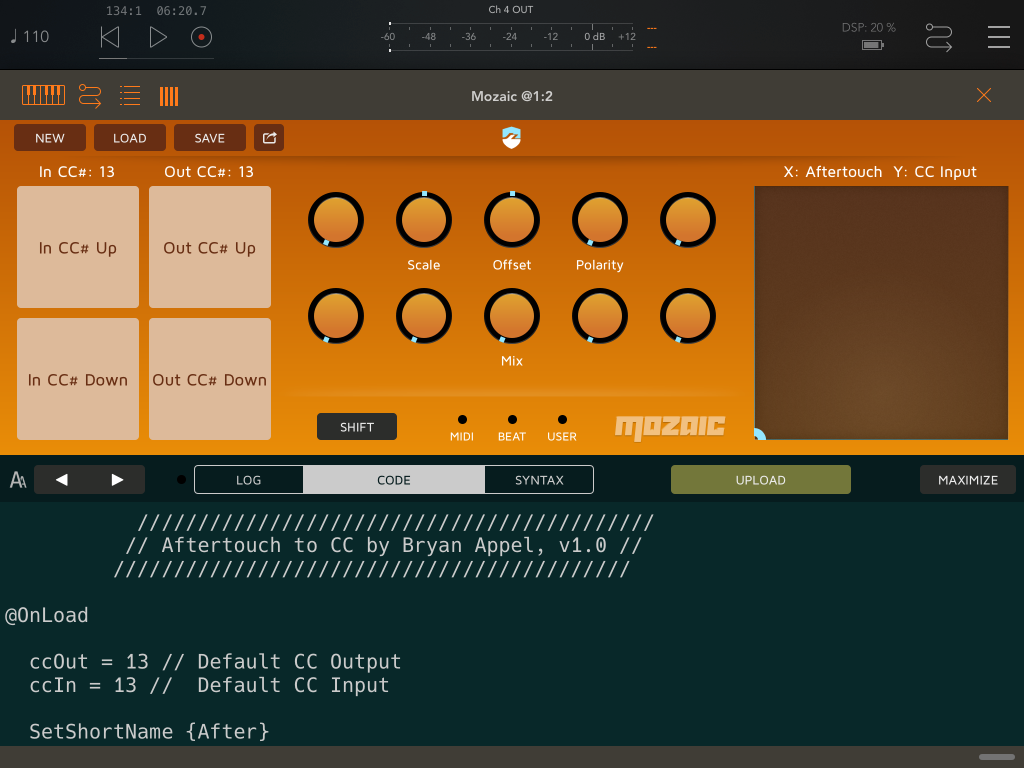 134:1 06:20.7
Ch 4 OUT
♩ 110
-60 -48 -36 -24 -12 0 dB +12
---
---
DSP: 20 %
Mozaic @1:2
NEW LOAD SAVE
In CC#: 13 Out CC#: 13
X: Aftertouch Y: CC Input
In CC# Up Out CC# Up
Scale Offset Polarity
Mix
In CC# Down Out CC# Down
SHIFT
MIDI BEAT USER
mozaic
AA ◀ ▶ LOG CODE SYNTAX UPLOAD MAXIMIZE
///////////////////////////////////////////
// Aftertouch to CC by Bryan Appel, v1.0 //
///////////////////////////////////////////
@OnLoad
ccOut = 13 // Default CC Output
ccIn = 13 //  Default CC Input
SetShortName {After}